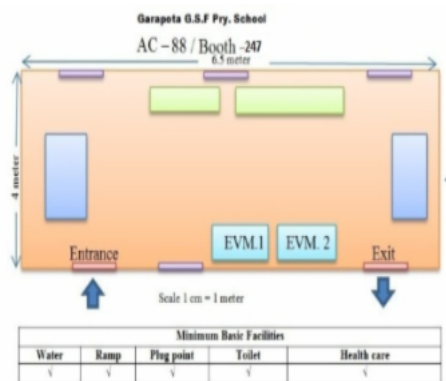 Garapota G.S.F Pry. School
AC – 88 / Booth -247
6.5 meter
4 meter
EVM.1 EVM. 2
Entrance Exit
Scale 1 cm = 1 meter
Minimum Basic Facilities
Water Ramp Plug point Toilet Health care
√ √ √ √ √